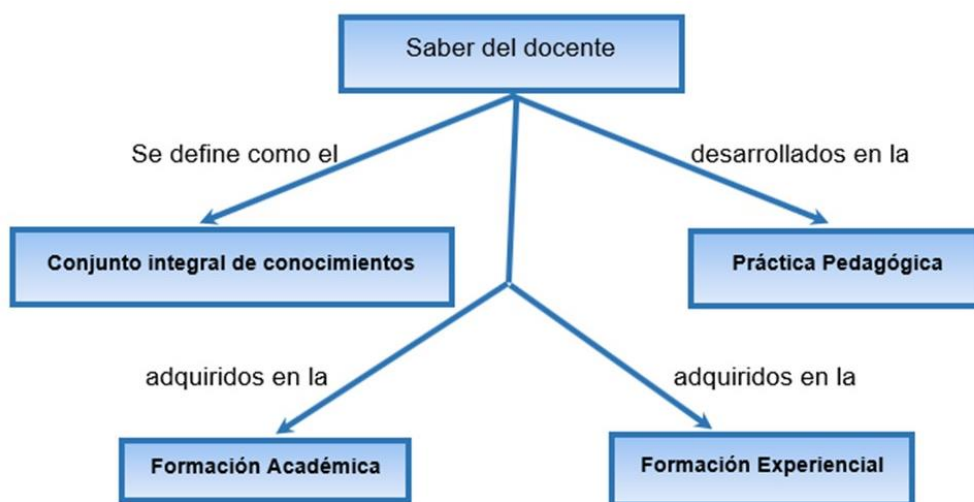 Saber del docente
Se define como el
desarrollados en la
Conjunto integral de conocimientos
Práctica Pedagógica
adquiridos en la
adquiridos en la
Formación Académica
Formación Experiencial